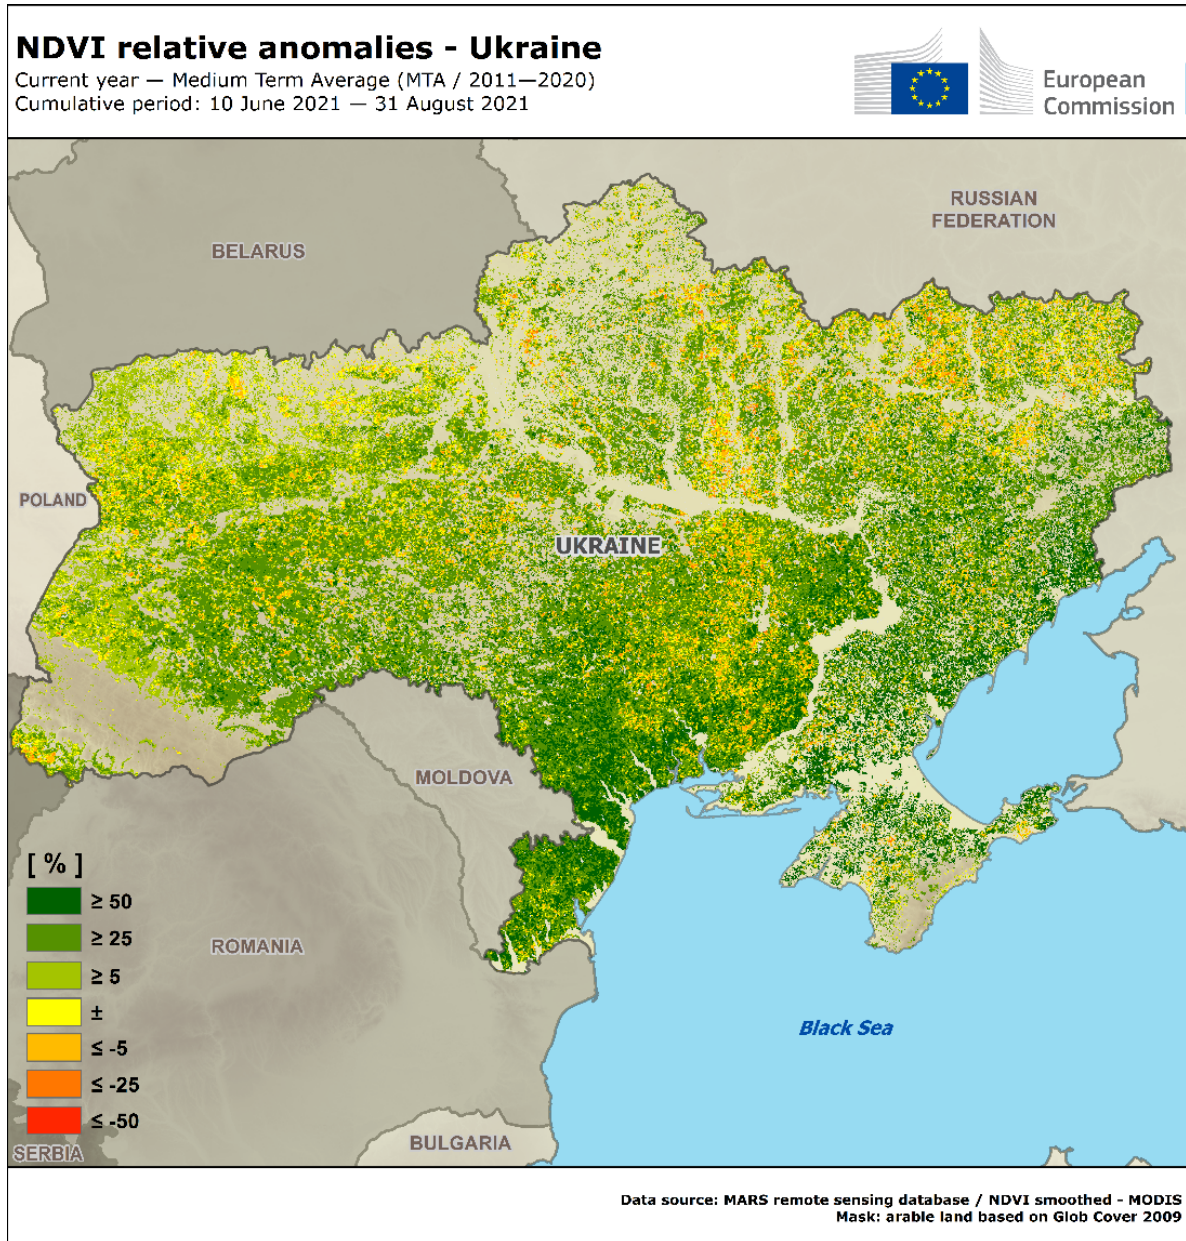 NDVI relative anomalies - Ukraine
Current year — Medium Term Average (MTA / 2011—2020)
Cumulative period: 10 June 2021 — 31 August 2021
European
Commission
RUSSIAN
FEDERATION
BELARUS
POLAND
UKRAINE
MOLDOVA
ROMANIA
Black Sea
BULGARIA
SERBIA
[ % ]
≥ 50
≥ 25
≥ 5
±
≤ -5
≤ -25
≤ -50
Data source: MARS remote sensing database / NDVI smoothed - MODIS
Mask: arable land based on Glob Cover 2009